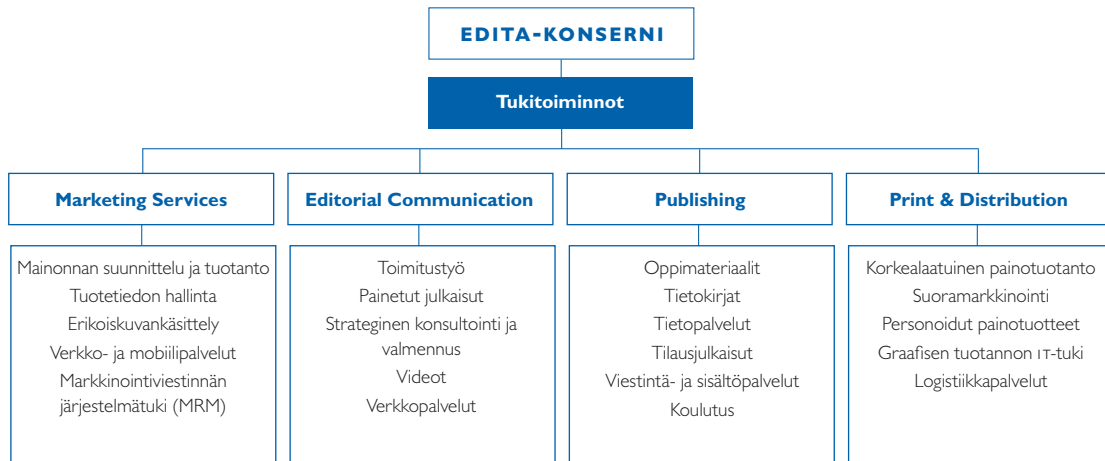 EDITA-KONSERNI
Tukitoiminnot
Marketing Services
Mainonnan suunnittelu ja tuotanto
Tuotetiedon hallinta
Erikoiskuvankäsittely
Verkko- ja mobiilipalvelut
Markkinointiviestinnän
järjestelmätuki (MRM)
Editorial Communication
Toimitustyö
Painetut julkaisut
Strateginen konsultointi ja
valmennus
Videot
Verkkopalvelut
Publishing
Oppimateriaalit
Tietokirjat
Tietopalvelut
Tilausjulkaisut
Viestintä- ja sisältöpalvelut
Koulutus
Print & Distribution
Korkealaatuinen painotuotanto
Suoramarkkinointi
Personoidut painotuotteet
Graafisen tuotannon IT-tuki
Logistiikkapalvelut